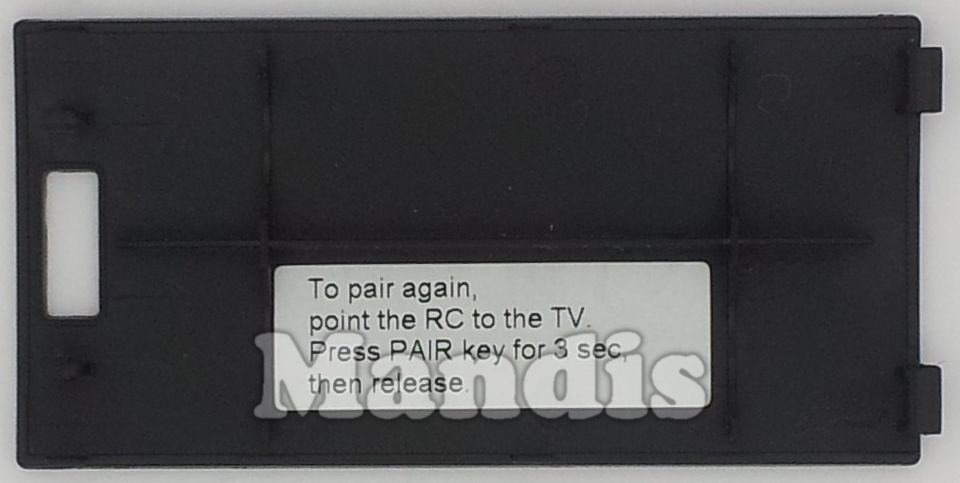 To pair again,
point the RC to the TV.
Press PAIR key for 3 sec,
then release.
Mandis